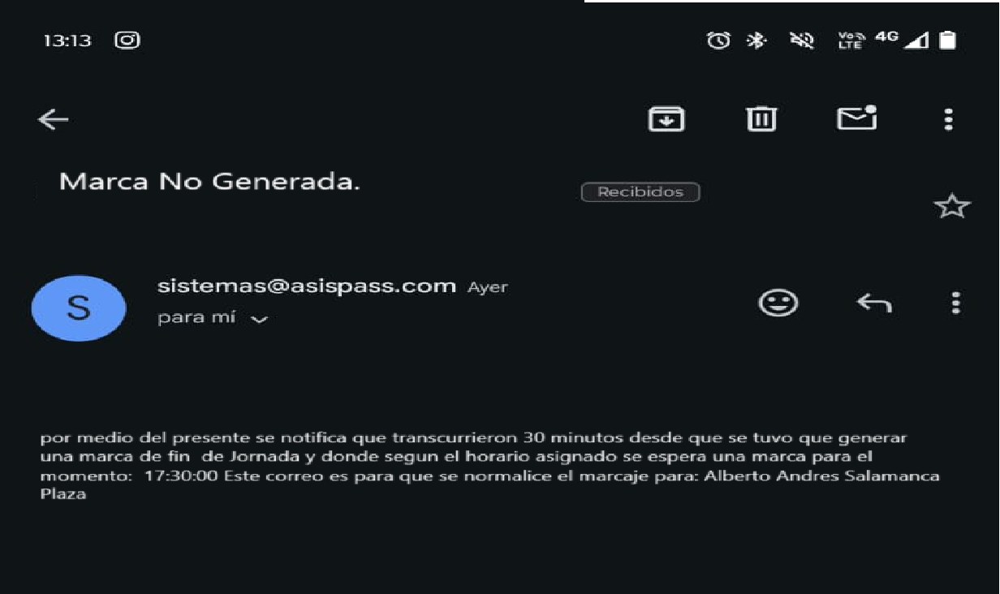 13:13
Vo
LTE
4G
Marca No Generada.
Recibidos
S
sistemas@asispass.com Ayer
para mí
por medio del presente se notifica que transcurrieron 30 minutos desde que se tuvo que generar
una marca de fin  de Jornada y donde segun el horario asignado se espera una marca para el
momento:  17:30:00 Este correo es para que se normalice el marcaje para: Alberto Andres Salamanca
Plaza